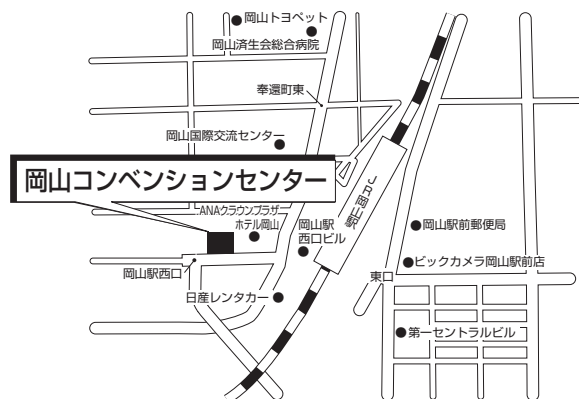 岡山トヨペット
岡山済生会総合病院
奉還町東
岡山国際交流センター
岡山コンベンションセンター
JR岡山駅
ANAクラウンプラザ
ホテル岡山
岡山駅
西口ビル
岡山駅前郵便局
ビックカメラ岡山駅前店
岡山駅西口
東口
日産レンタカー
第一セントラルビル